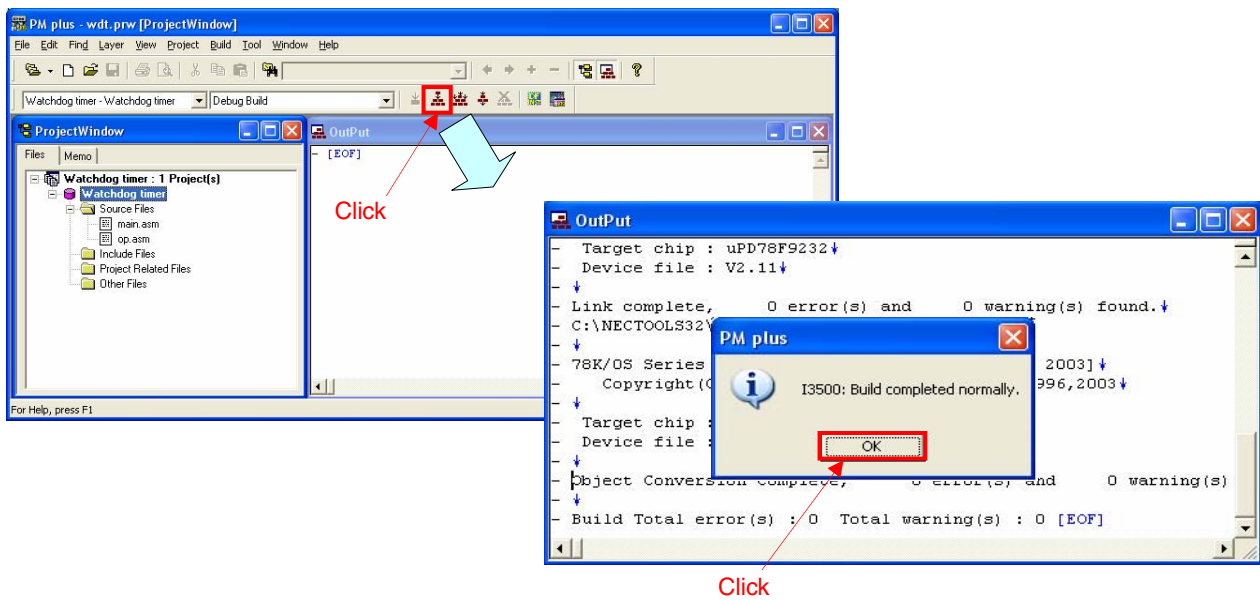 PM plus - wdt.prw [ProjectWindow]
File Edit Find Layer View Project Build Tool Window Help
Watchdog timer - Watchdog timer Debug Build
ProjectWindow
Files Memo
Watchdog timer : 1 Project(s)
Watchdog timer
Source Files
main.asm
op.asm
Include Files
Project Related Files
Other Files
For Help, press F1
OutPut
- [EOF]
Click
OutPut
- Target chip : uPD78F9232↓
- Device file : V2.11↓
- ↓
- Link complete, 0 error(s) and 0 warning(s) found.↓
- C:\NECTOOLS32\
- ↓
- 78K/0S Series 2003]↓
- Copyright(C 996,2003↓
- ↓
- Target chip :
- Device file :
- ↓
- Object Conversion Complete, 0 error(s) and 0 warning(s)
- ↓
- Build Total error(s) : 0 Total warning(s) : 0 [EOF]
PM plus
I3500: Build completed normally.
OK
Click